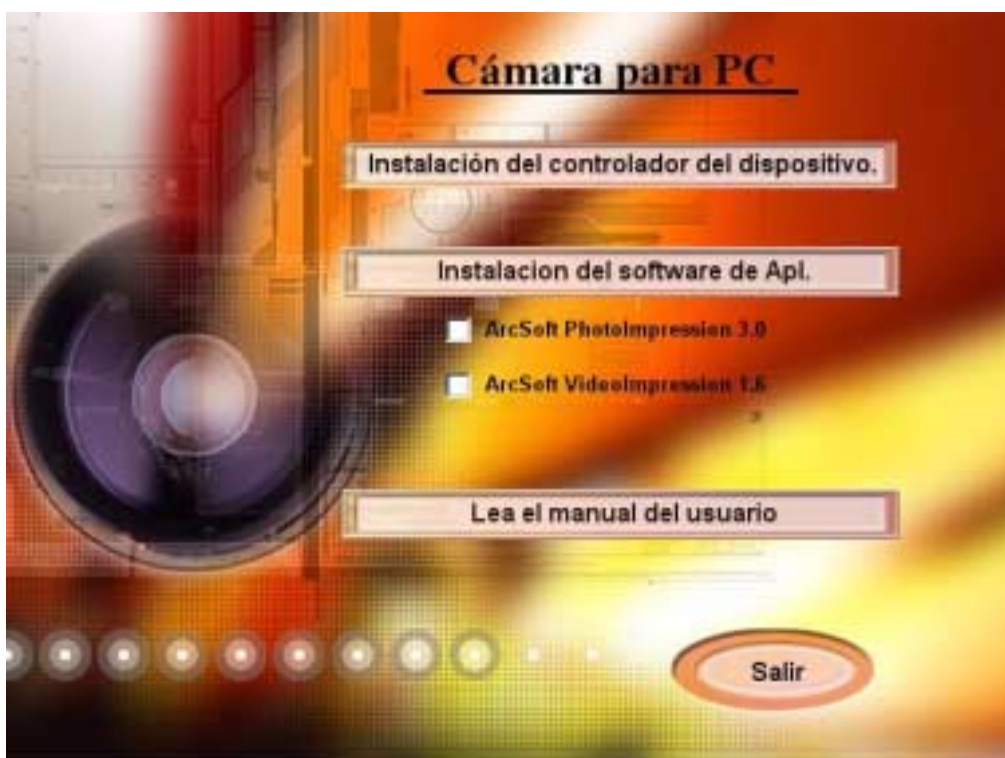 Cámara para PC
Instalación del controlador del dispositivo.
Instalacion del software de Apl.
ArcSoft PhotoImpression 3.0
ArcSoft VideoImpression 1.6
Lea el manual del usuario
Salir